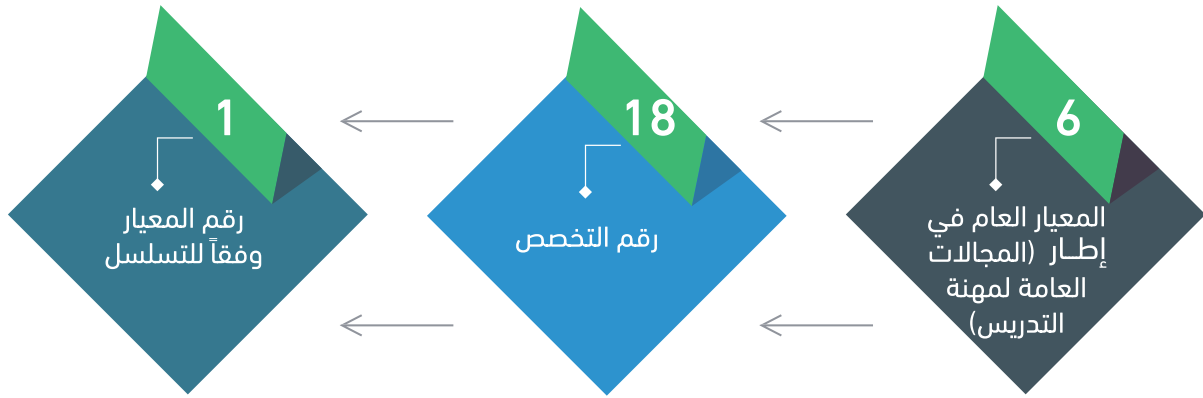 6
المعيار العام في
إطــار (المجالات
العامة لمهنة
التدريس)
18
رقم التخصص
1
رقم المعيار
وفقاً للتسلسل